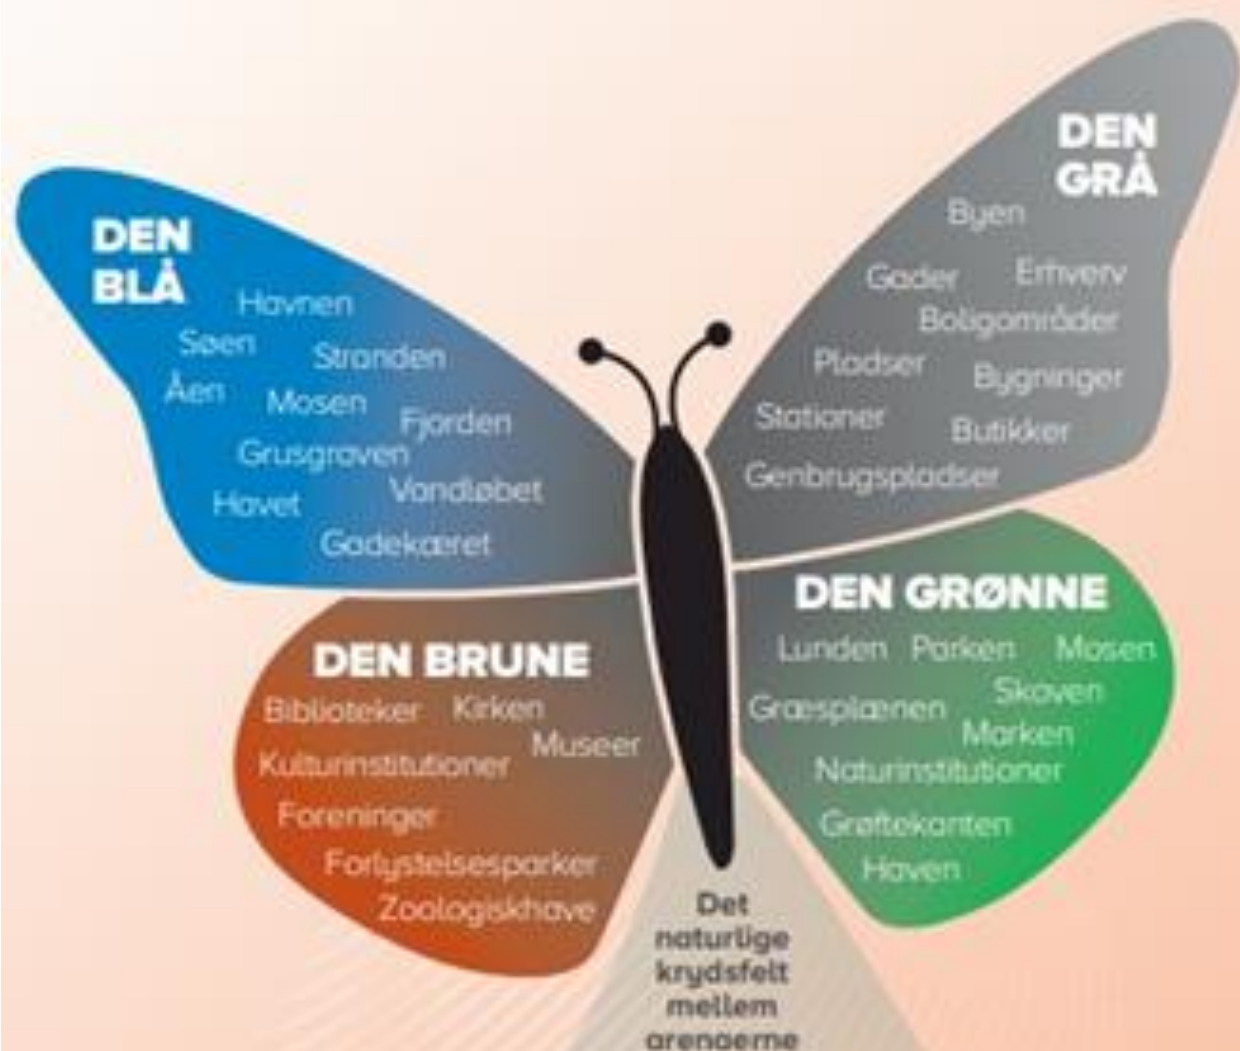 DEN
BLÅ
Havnen
Søen
Stranden
Åen
Mosen
Fjorden
Grusgraven
Vandløbet
Havet
Gadekæret
DEN
GRÅ
Byen
Gader Erhverv
Boligområder
Pladser
Bygninger
Stationer
Butikker
Genbrugspladser
DEN BRUNE
Biblioteker Kirken
Museer
Kulturinstitutioner
Foreninger
Forlystelsesparker
Zoologiskhave
DEN GRØNNE
Lunden Parken Mosen
Skoven
Græsplænen
Marken
Naturinstitutioner
Grøftekanten
Haven
Det
naturlige
krydsfelt
mellem
arenaerne